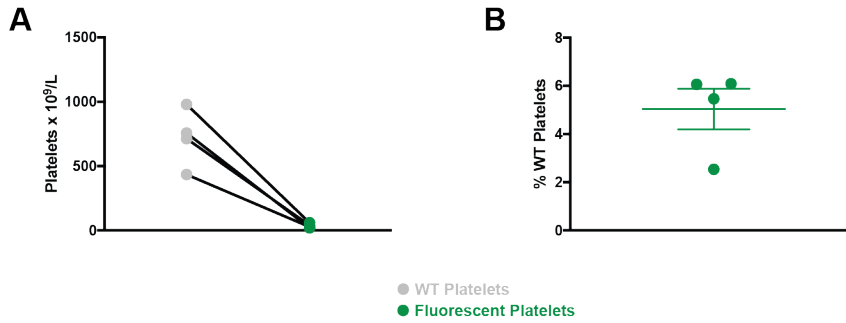 A
B
Platelets x 10⁹/L
1500
1000
500
0
% WT Platelets
8
6
4
2
0
WT Platelets
Fluorescent Platelets